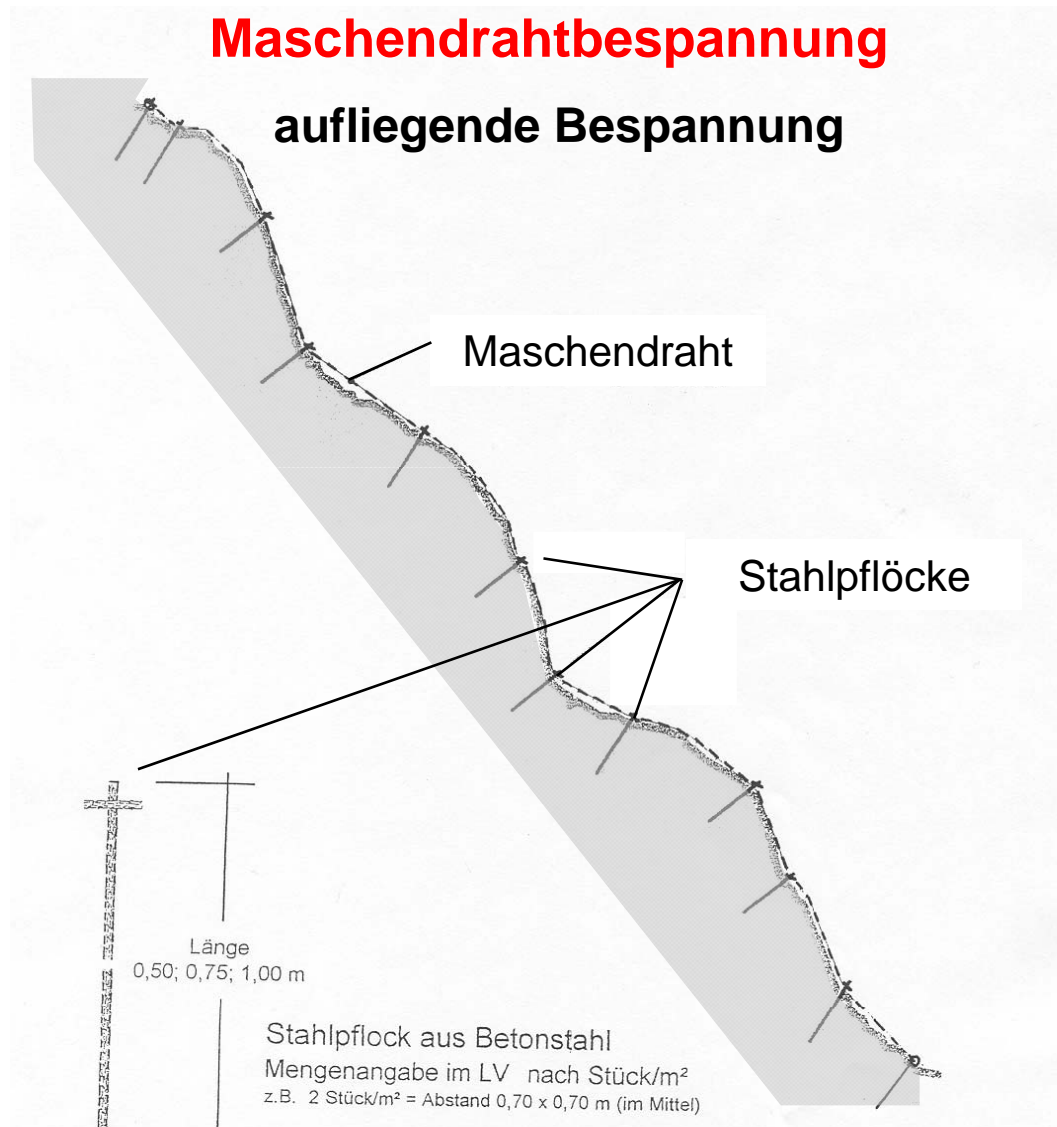 Maschendrahtbespannung
aufliegende Bespannung
Maschendraht
Stahlpflöcke
Länge
0,50; 0,75; 1,00 m
Stahlpflock aus Betonstahl
Mengenangabe im LV nach Stück/m²
z.B. 2 Stück/m² = Abstand 0,70 x 0,70 m (im Mittel)